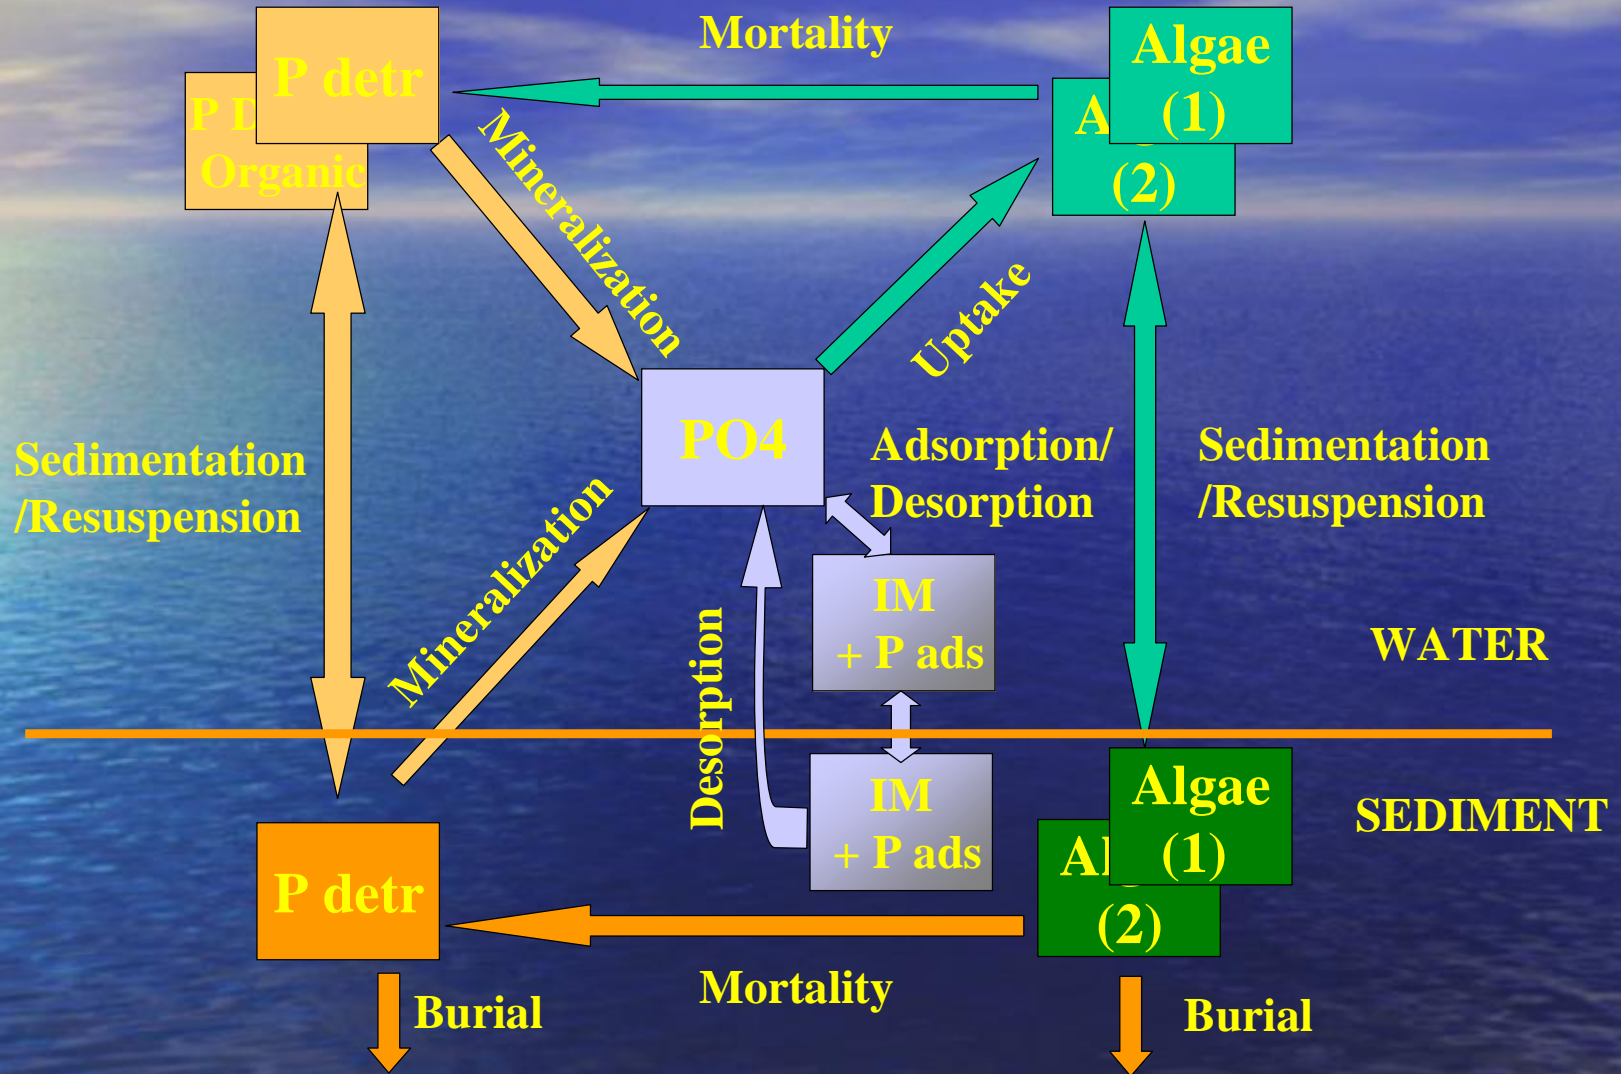 Mortality
Algae
(1)
P detr
A
(2)
P D
Organic
Mineralization
Uptake
PO4
Adsorption/
Desorption
Sedimentation
/Resuspension
Sedimentation
/Resuspension
Mineralization
IM
+ P ads
Desorption
WATER
IM
+ P ads
Algae
(1)
SEDIMENT
Al
(2)
P detr
Mortality
Burial
Burial